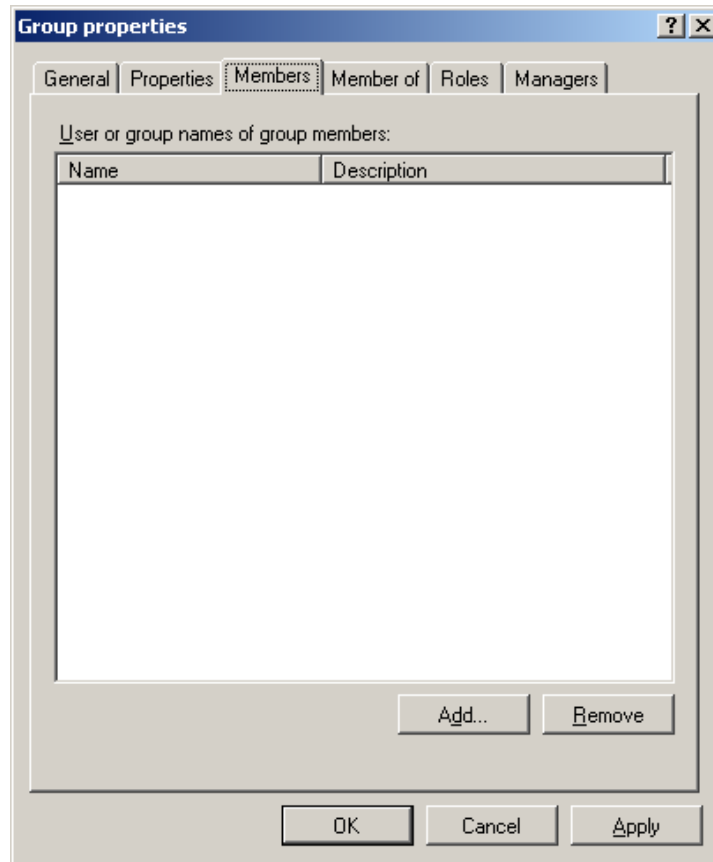 Group properties
General Properties Members Member of Roles Managers
User or group names of group members:
Name Description
Add... Remove
OK Cancel Apply